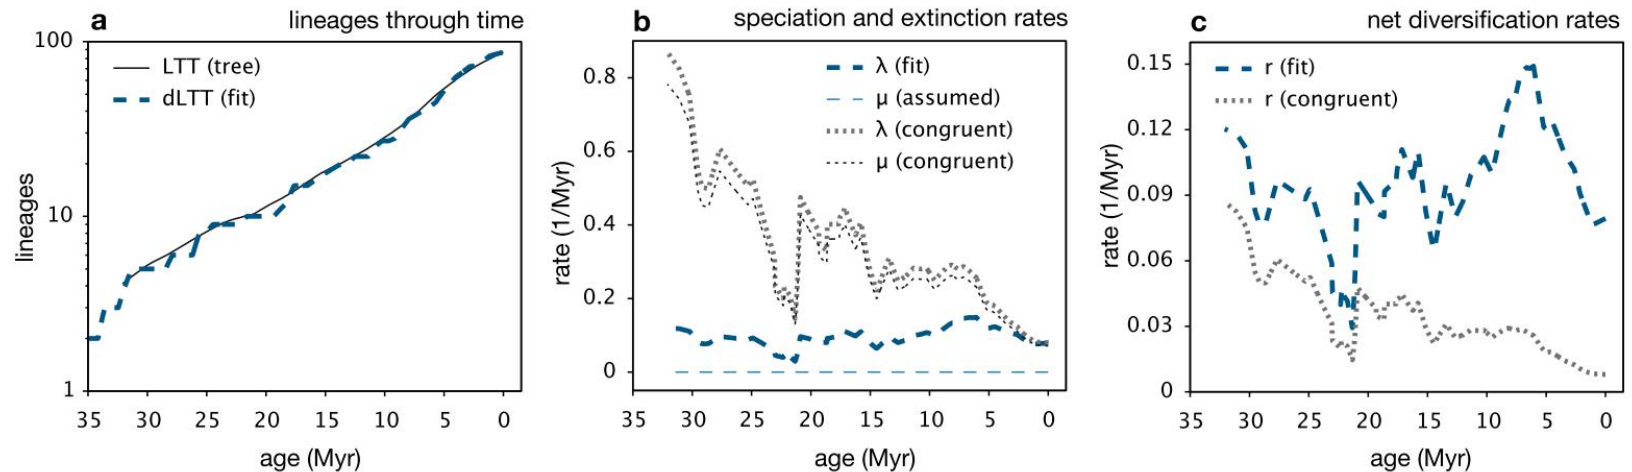 a lineages through time
100
10
1
LTT (tree)
dLTT (fit)
lineages
35 30 25 20 15 10 5 0
age (Myr)
b speciation and extinction rates
0.8
0.6
0.4
0.2
0
λ (fit)
μ (assumed)
λ (congruent)
μ (congruent)
rate (1/Myr)
35 30 25 20 15 10 5 0
age (Myr)
c net diversification rates
0.15
0.12
0.09
0.06
0.03
0
r (fit)
r (congruent)
rate (1/Myr)
35 30 25 20 15 10 5 0
age (Myr)